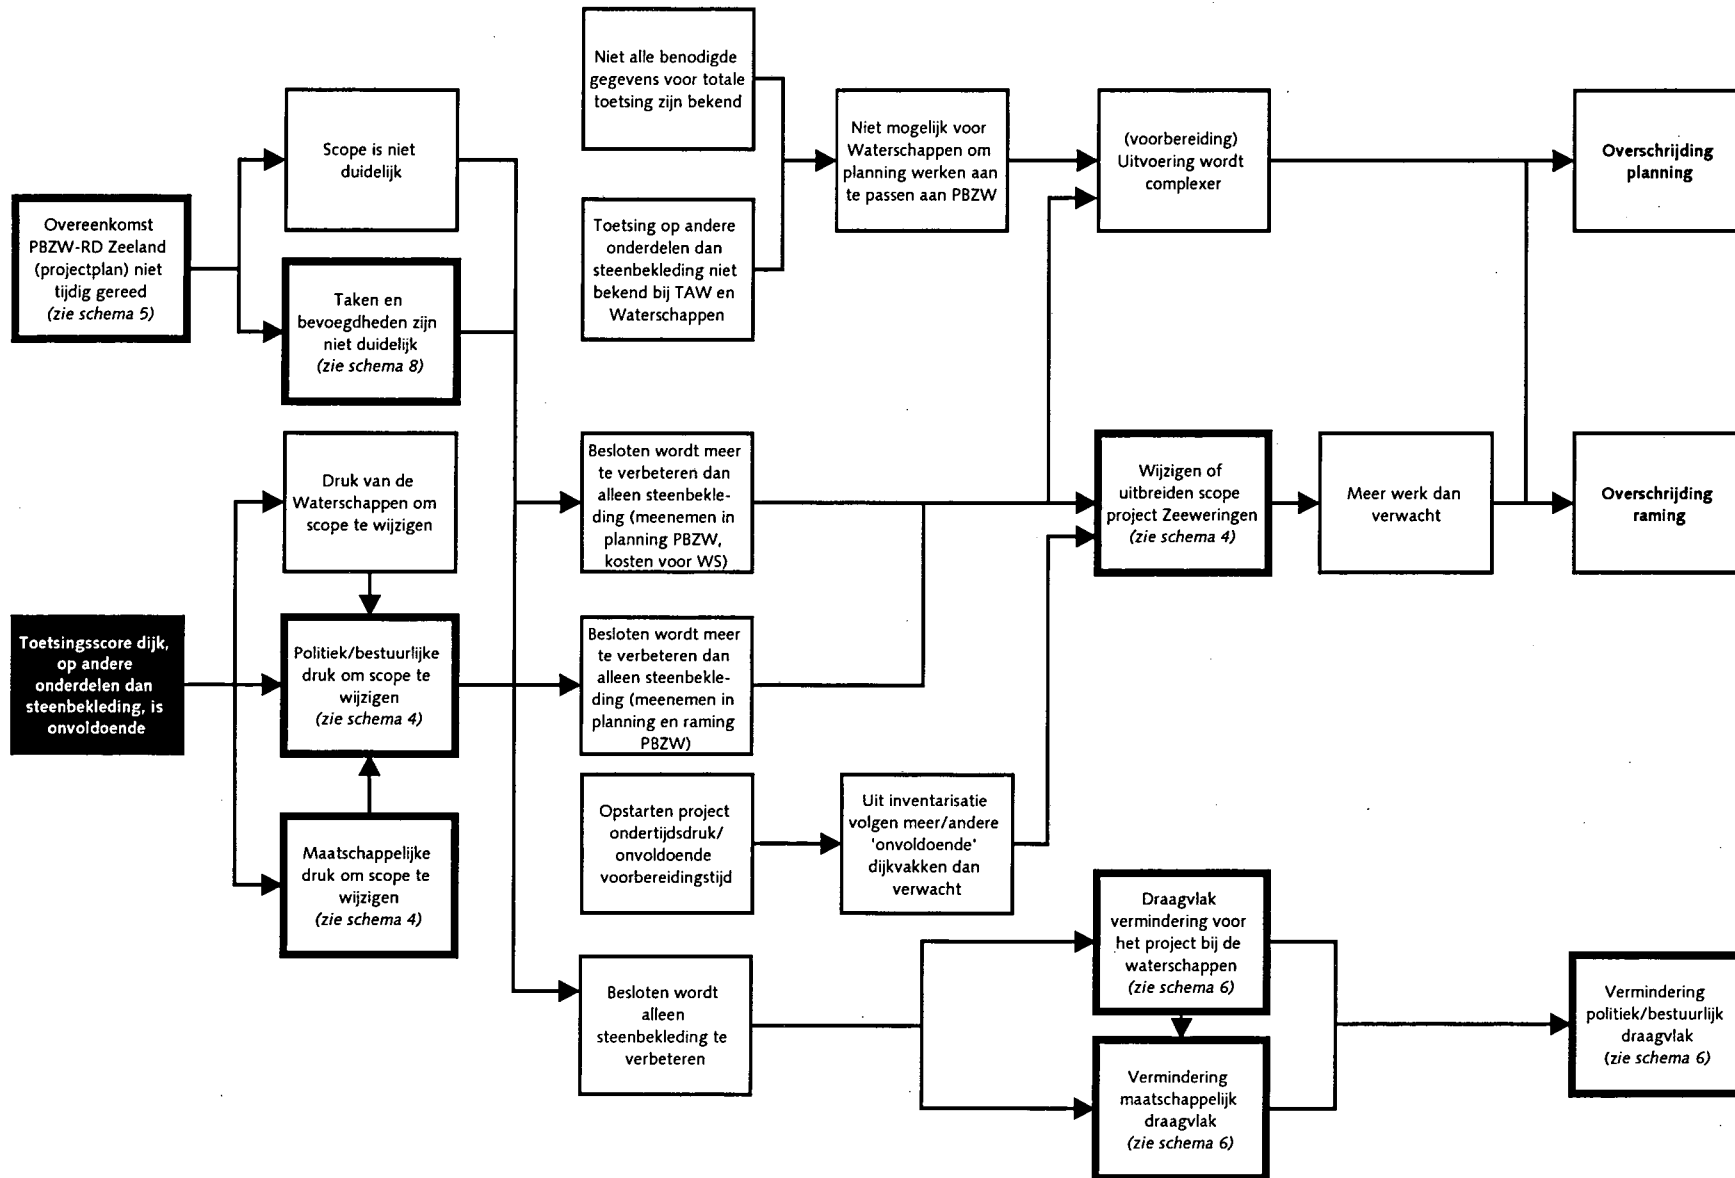 Niet alle benodigde
gegevens voor totale
toetsing zijn bekend
Scope is niet
duidelijk
Niet mogelijk voor
Waterschappen om
planning werken aan
te passen aan PBZW
(voorbereiding)
Uitvoering wordt
complexer
Overschrijding
planning
Overeenkomst
PBZW-RD Zeeland
(projectplan) niet
tijdig gereed
(zie schema 5)
Toetsing op andere
onderdelen dan
steenbekleding niet
bekend bij TAW en
Waterschappen
Taken en
bevoegdheden zijn
niet duidelijk
(zie schema 8)
Druk van de
Waterschappen om
scope te wijzigen
Besloten wordt meer
te verbeteren dan
alleen steenbekle-
ding (meenemen in
planning PBZW,
kosten voor WS)
Wijzigen of
uitbreiden scope
project Zeeweringen
(zie schema 4)
Meer werk dan
verwacht
Overschrijding
raming
Toetsingsscore dijk,
op andere
onderdelen dan
steenbekleding, is
onvoldoende
Politiek/bestuurlijke
druk om scope te
wijzigen
(zie schema 4)
Besloten wordt meer
te verbeteren dan
alleen steenbekle-
ding (meenemen in
planning en raming
PBZW)
Maatschappelijke
druk om scope te
wijzigen
(zie schema 4)
Opstarten project
ondertijdsdruk/
onvoldoende
voorbereidingstijd
Uit inventarisatie
volgen meer/andere
'onvoldoende'
dijkvakken dan
verwacht
Draagvlak
vermindering voor
het project bij de
waterschappen
(zie schema 6)
Besloten wordt
alleen
steenbekleding te
verbeteren
Vermindering
maatschappelijk
draagvlak
(zie schema 6)
Vermindering
politiek/bestuurlijk
draagvlak
(zie schema 6)